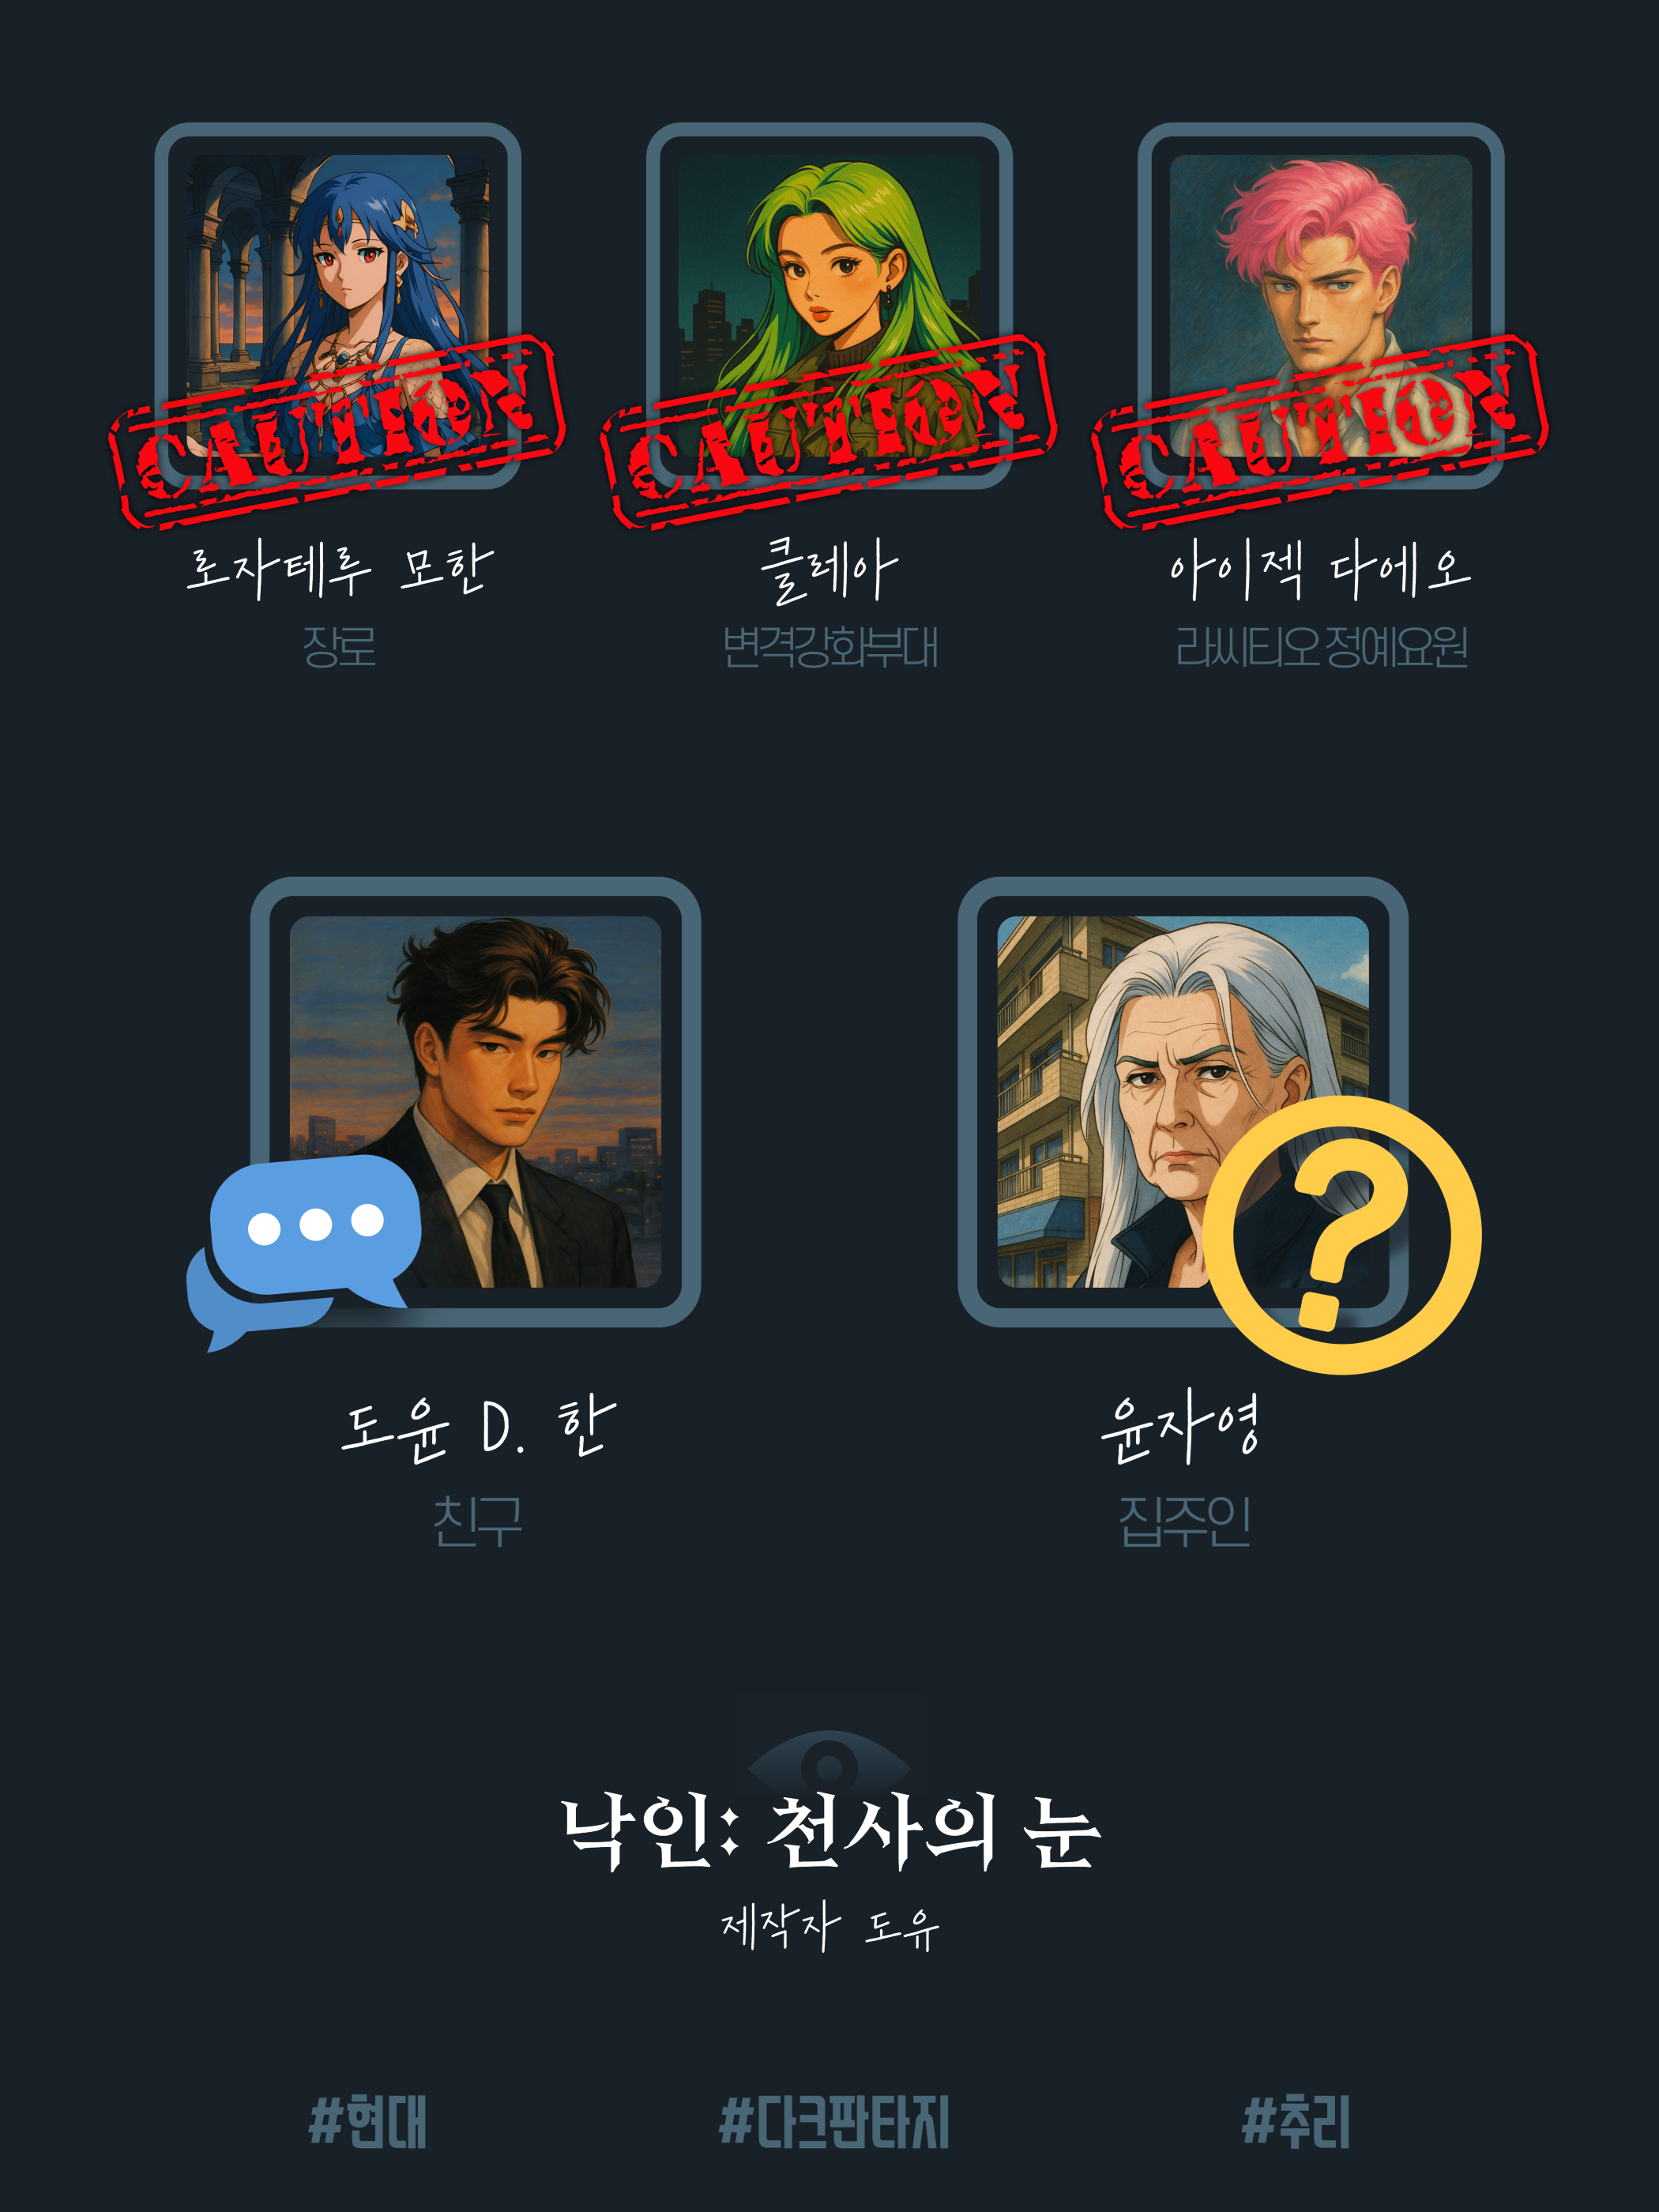 CAUTION CAUTION CAUTION
로자테루 모한 클레아 아이젝 다에오
장로 변격강화부대 라씨티오 정예요원
?
도윤 D. 한 윤자영
친구 집주인
낙인: 천사의 눈
제작자 도유
#현대 #다크판타지 #추리